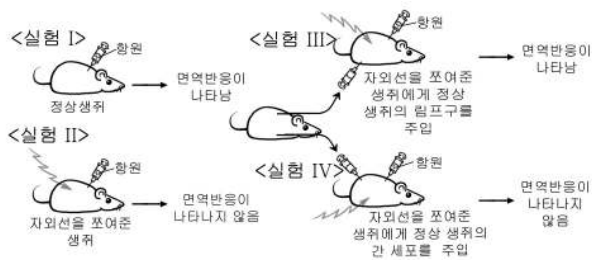 <실험 I>
항원
정상생쥐
면역반응이
나타남
<실험 II>
항원
자외선을 쪼여준
생쥐
면역반응이
나타나지 않음
<실험 III>
항원
자외선을 쪼여준
생쥐에게 정상
생쥐의 림프구를
주입
면역반응이
나타남
<실험 IV>
항원
자외선을 쪼여준
생쥐에게 정상 생쥐의
간 세포를 주입
면역반응이
나타나지
않음